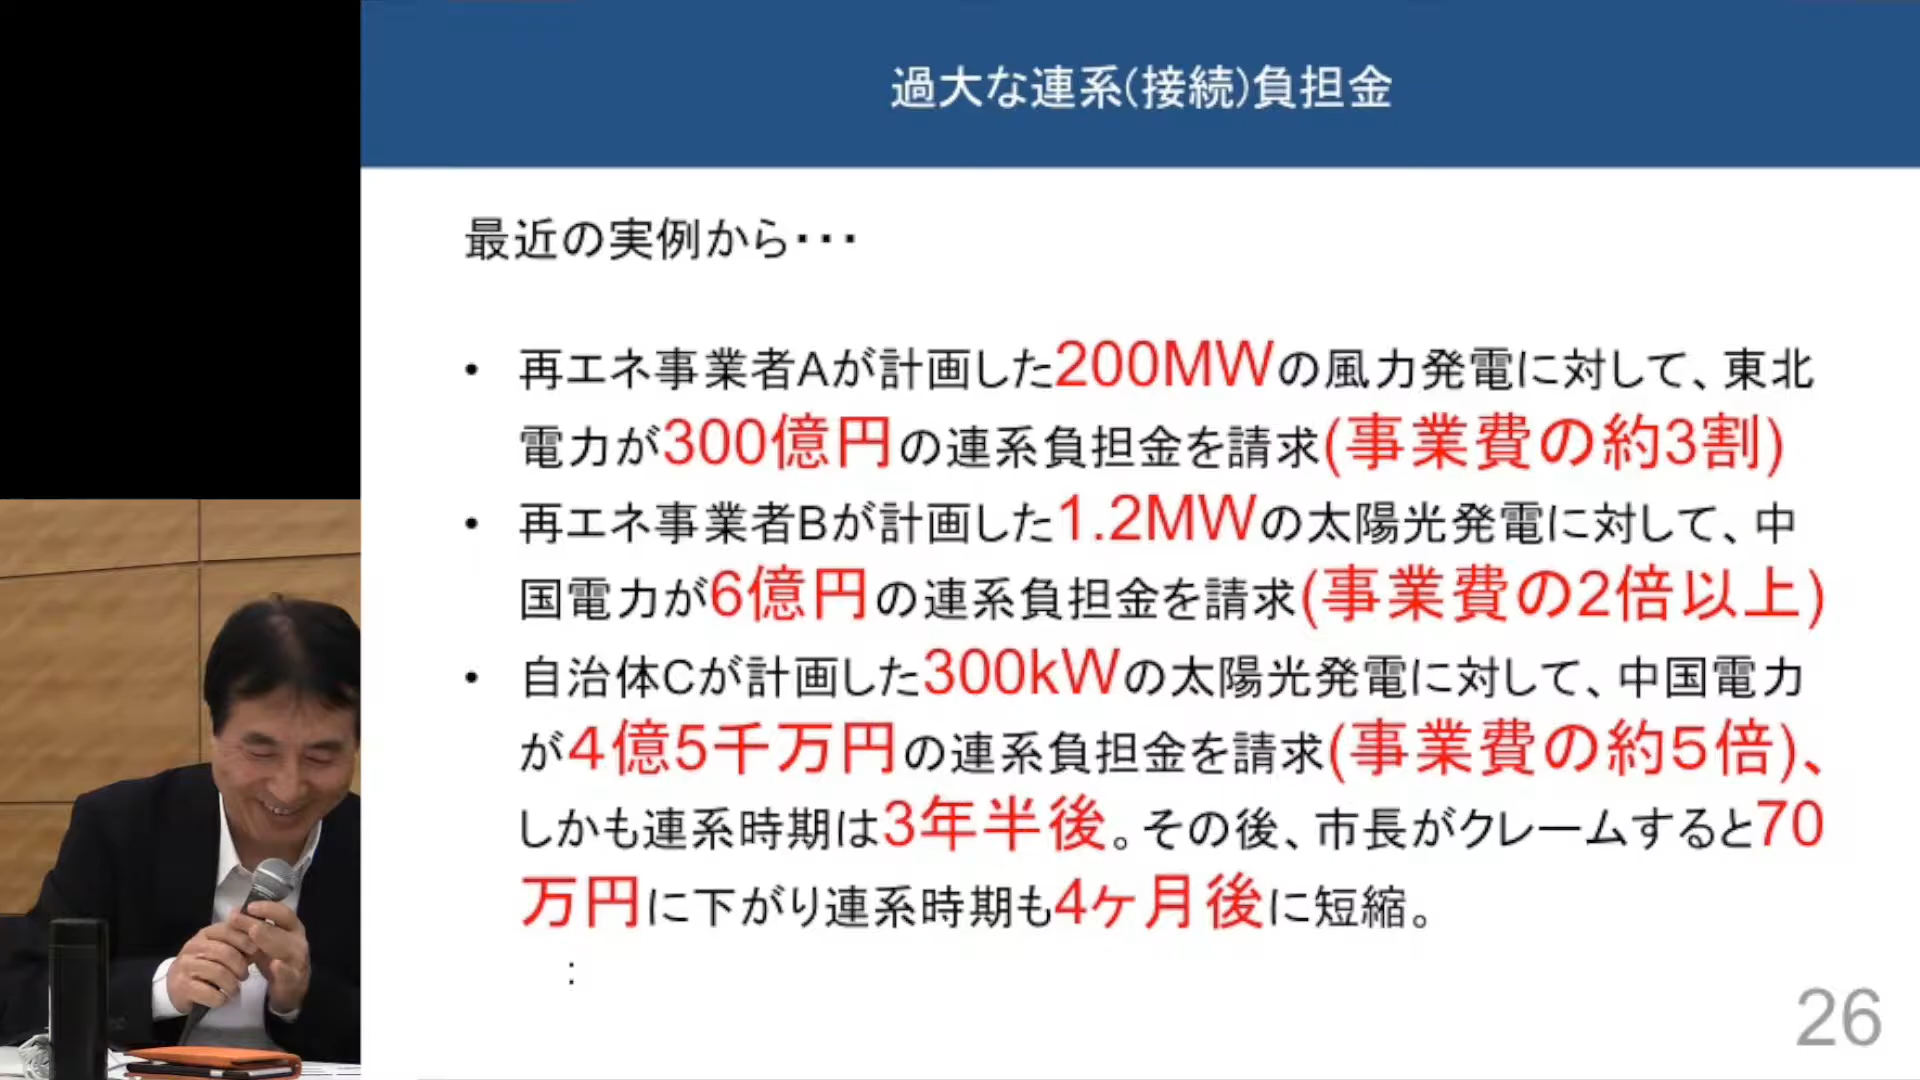 過大な連系(接続)負担金
最近の実例から・・・
• 再エネ事業者Aが計画した200MWの風力発電に対して、東北
電力が300億円の連系負担金を請求(事業費の約3割)
• 再エネ事業者Bが計画した1.2MWの太陽光発電に対して、中
国電力が6億円の連系負担金を請求(事業費の2倍以上)
• 自治体Cが計画した300kWの太陽光発電に対して、中国電力
が４億5千万円の連系負担金を請求(事業費の約５倍)、
しかも連系時期は3年半後。その後、市長がクレームすると70
万円に下がり連系時期も4ヶ月後に短縮。
：
26